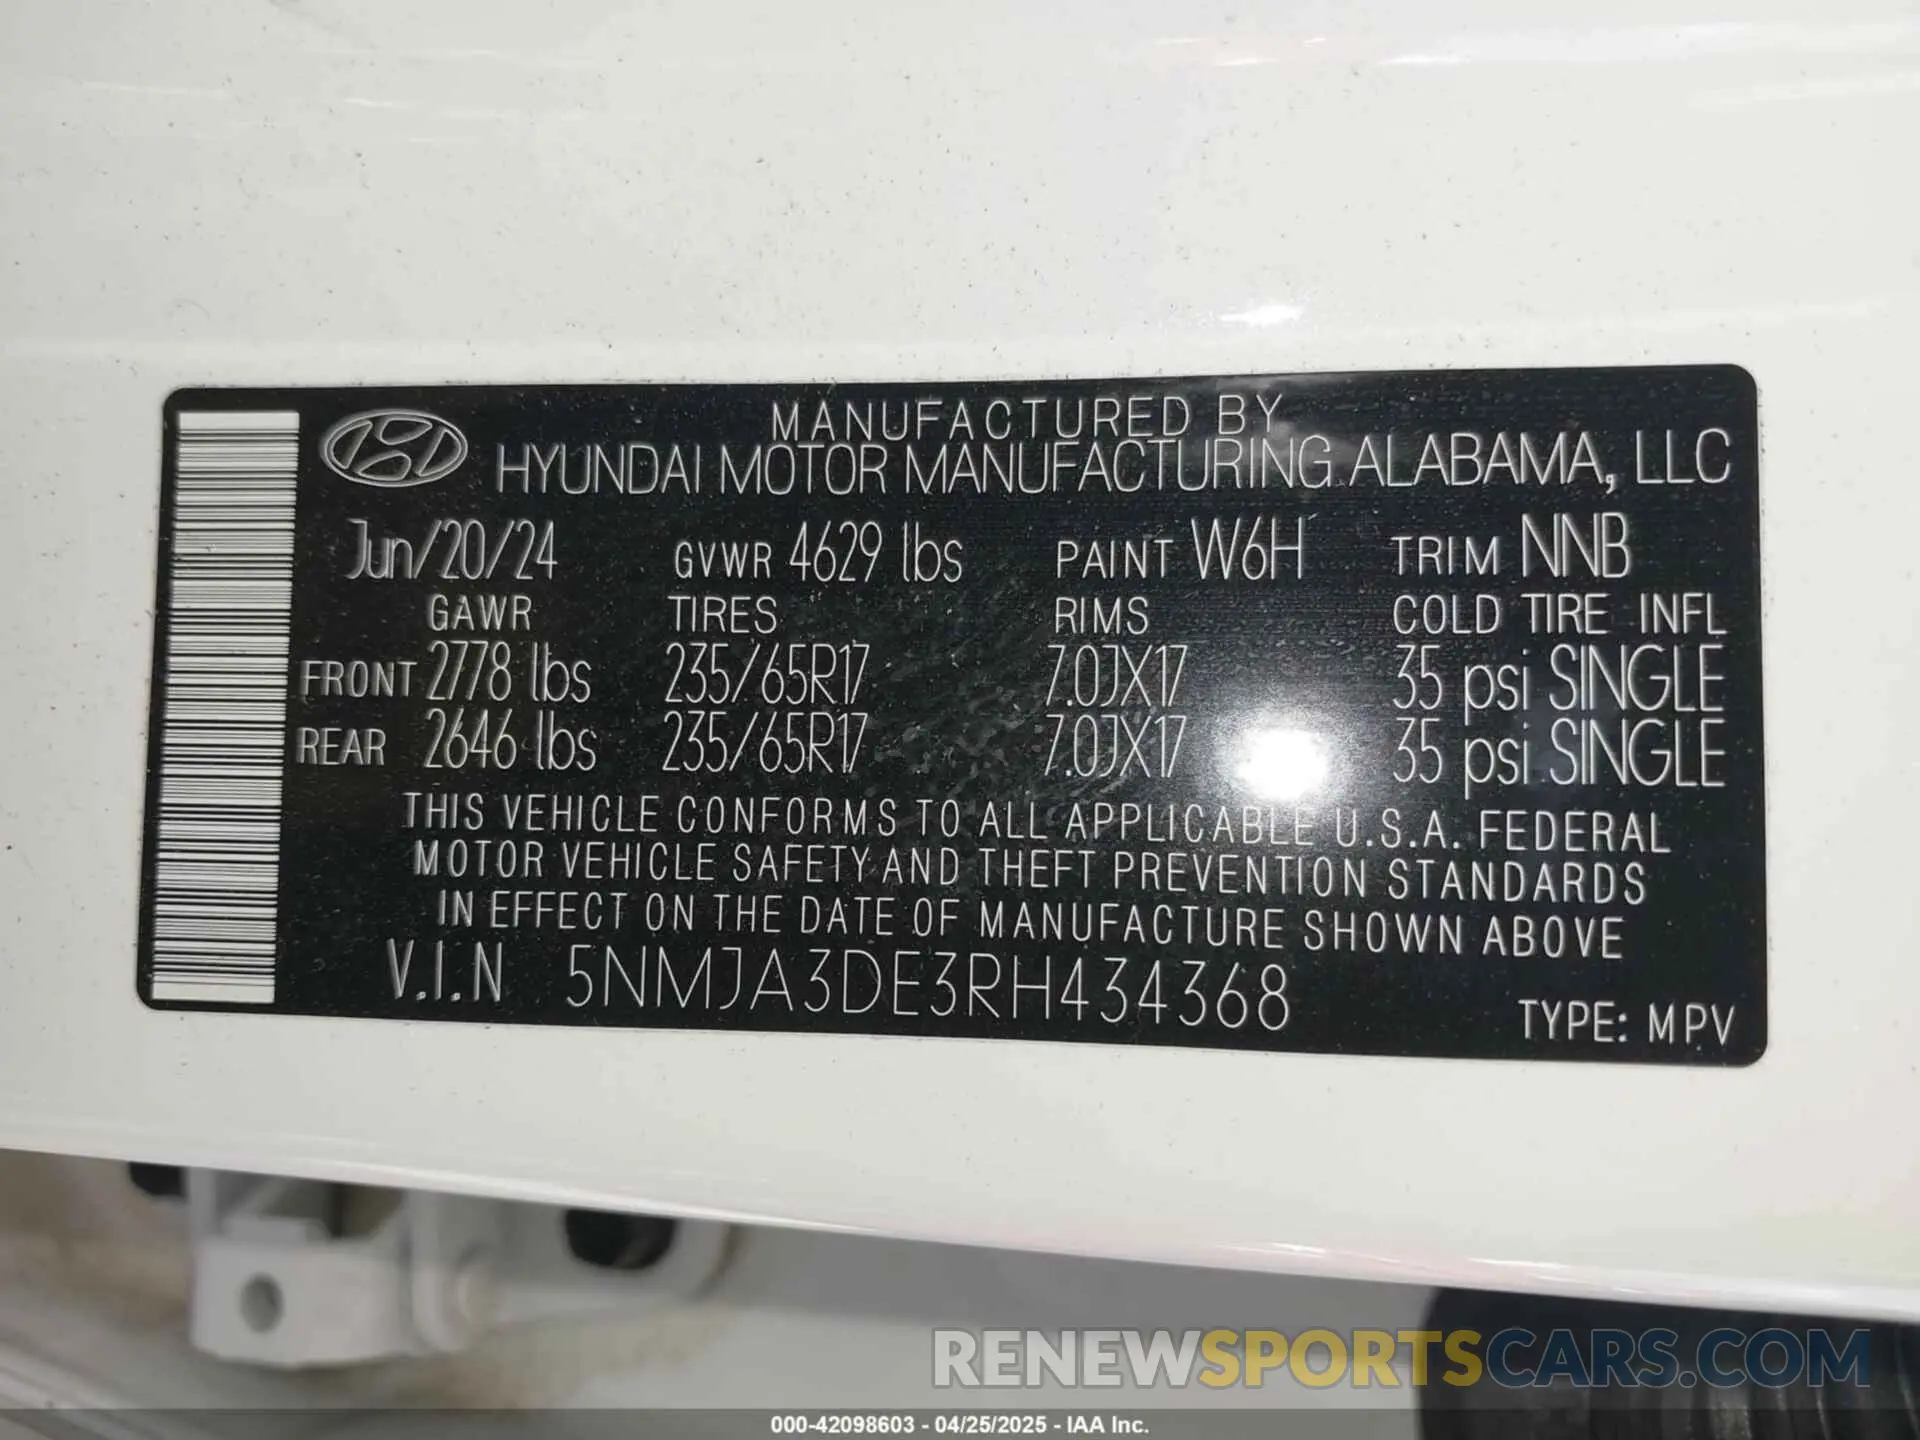 MANUFACTURED BY
HYUNDAI MOTOR MANUFACTURING ALABAMA, LLC
Jun/20/24 GVWR 4629 lbs PAINT W6H TRIM NNB
GAWR TIRES RIMS COLD TIRE INFL
FRONT 2778 lbs 235/65R17 7.0JX17 35 psi SINGLE
REAR 2646 lbs 235/65R17 7.0JX17 35 psi SINGLE
THIS VEHICLE CONFORMS TO ALL APPLICABLE U.S.A. FEDERAL
MOTOR VEHICLE SAFETY AND THEFT PREVENTION STANDARDS
IN EFFECT ON THE DATE OF MANUFACTURE SHOWN ABOVE
V.I.N 5NMJA3DE3RH434368
TYPE: MPV
RENEWSPORTSCARS.COM
000-42098603 - 04/25/2025 - IAA Inc.